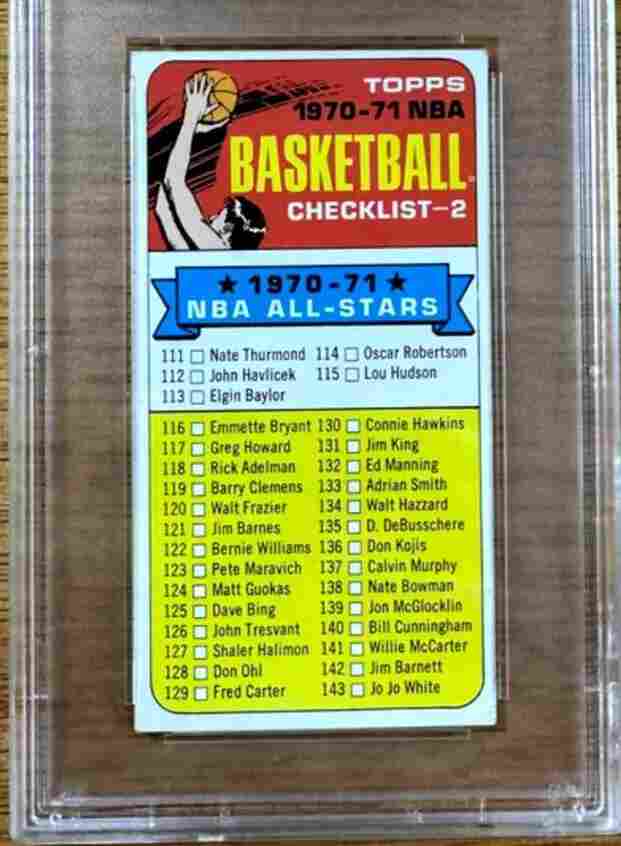 TOPPS
1970-71 NBA
BASKETBALL
CHECKLIST-2
★ 1970-71 ★
NBA ALL-STARS
111 □ Nate Thurmond 114 □ Oscar Robertson
112 □ John Havlicek 115 □ Lou Hudson
113 □ Elgin Baylor
116 □ Emmette Bryant 130 □ Connie Hawkins
117 □ Greg Howard 131 □ Jim King
118 □ Rick Adelman 132 □ Ed Manning
119 □ Barry Clemens 133 □ Adrian Smith
120 □ Walt Frazier 134 □ Walt Hazzard
121 □ Jim Barnes 135 □ D. DeBusschere
122 □ Bernie Williams 136 □ Don Kojis
123 □ Pete Maravich 137 □ Calvin Murphy
124 □ Matt Guokas 138 □ Nate Bowman
125 □ Dave Bing 139 □ Jon McGlocklin
126 □ John Tresvant 140 □ Bill Cunningham
127 □ Shaler Halimon 141 □ Willie McCarter
128 □ Don Ohl 142 □ Jim Barnett
129 □ Fred Carter 143 □ Jo Jo White